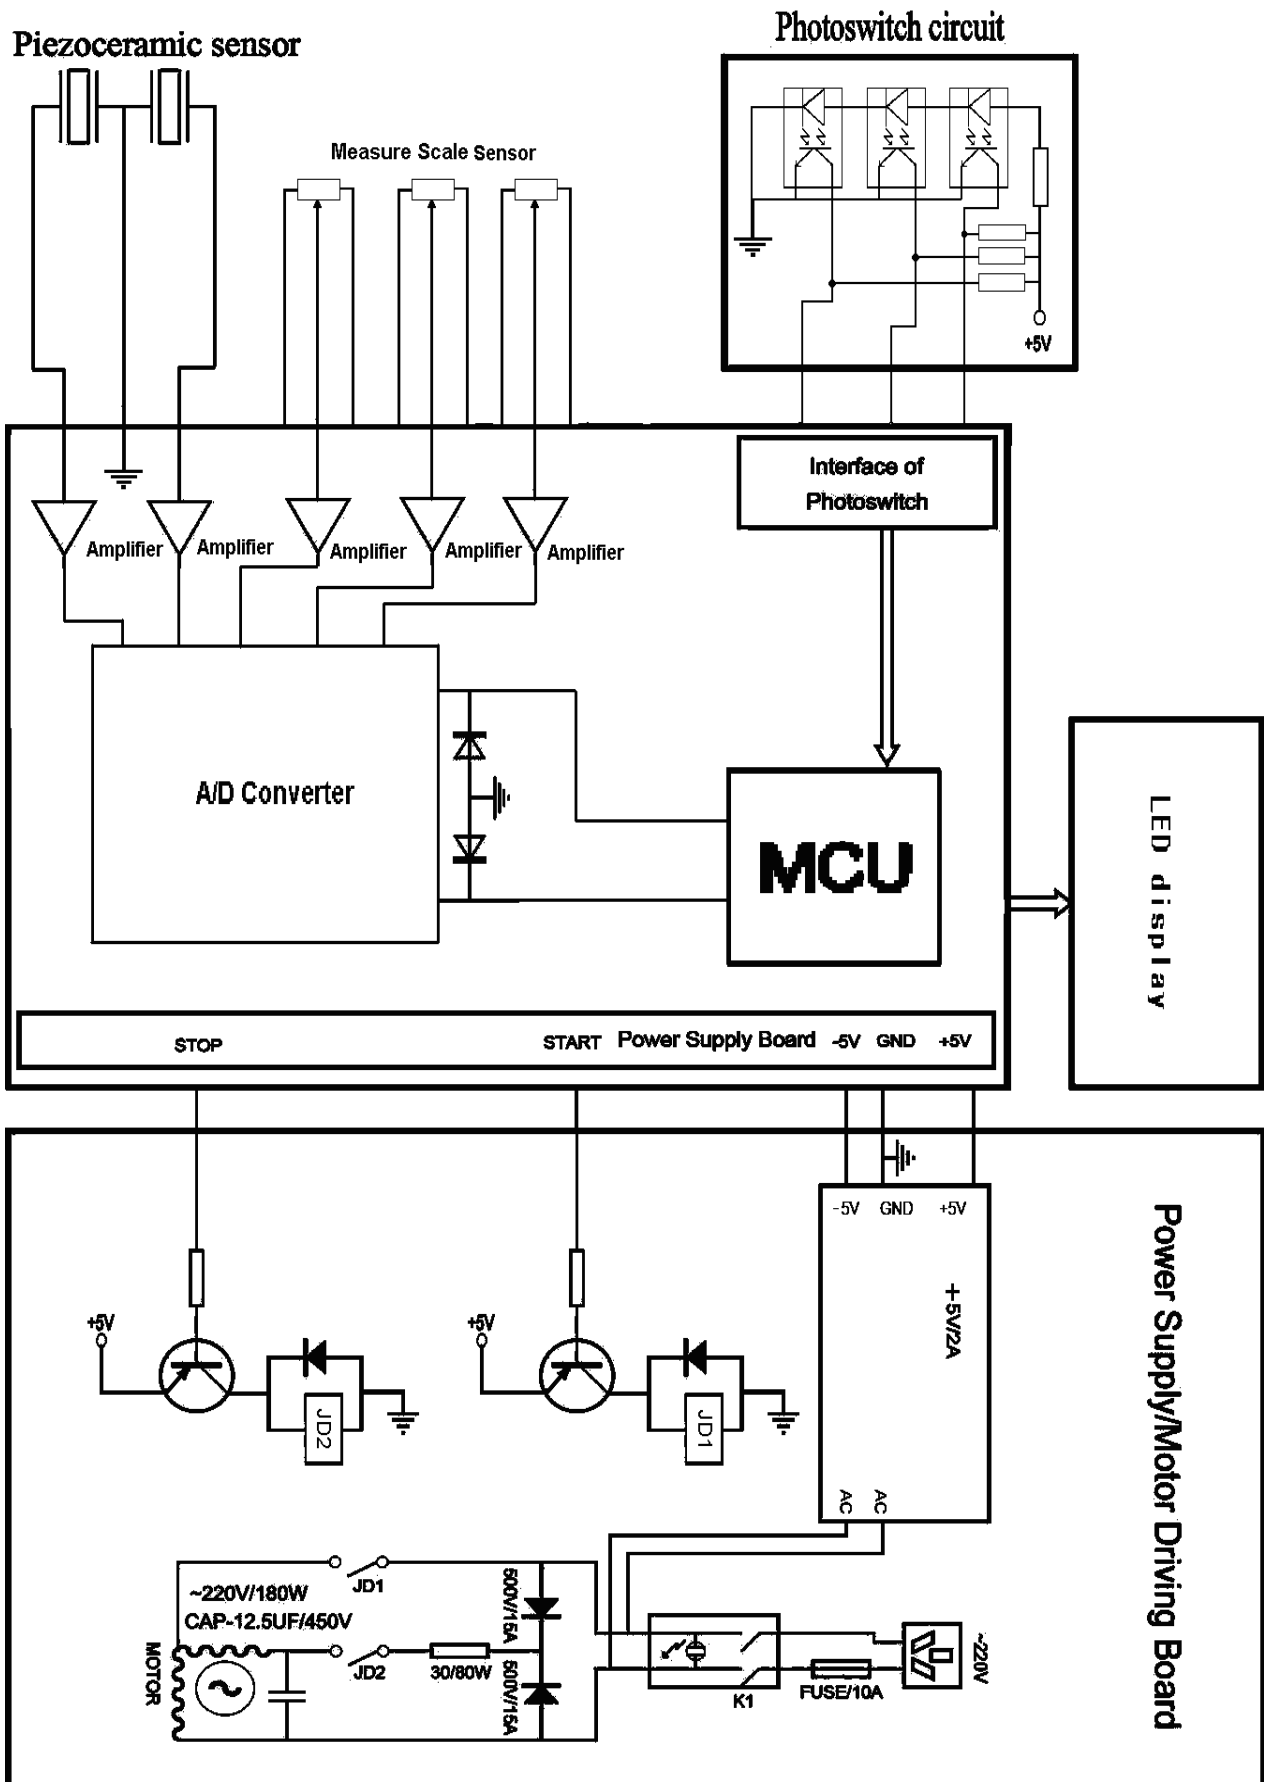 Piezoceramic sensor
Photoswitch circuit
Measure Scale Sensor
+5V
Interface of
Photoswitch
Amplifier
Amplifier
Amplifier
Amplifier
Amplifier
A/D Converter
MCU
LED display
STOP
START
Power Supply Board
-5V
GND
+5V
-5V
GND
+5V
+5V/2A
AC
AC
Power Supply/Motor Driving Board
+5V
JD2
+5V
JD1
~220V/180W
CAP-12.5UF/450V
MOTOR
JD1
JD2
30/80W
500V/15A
500V/15A
K1
FUSE/10A
~220V